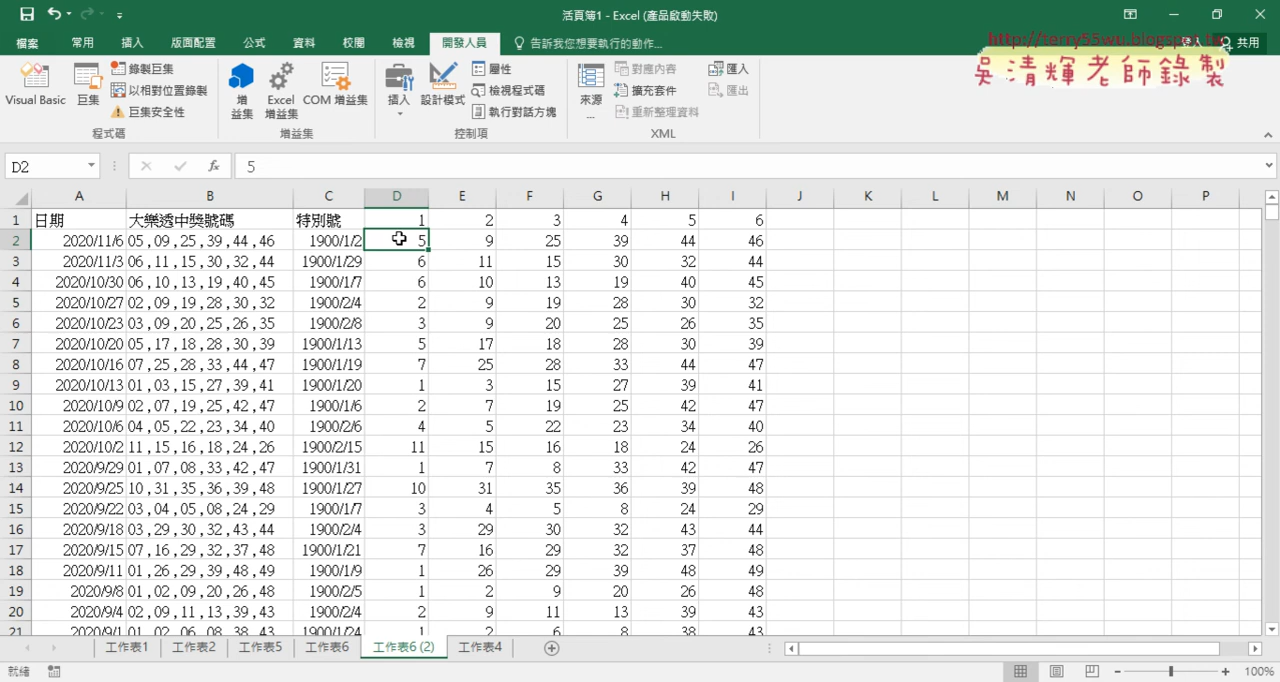 活頁簿1 - Excel (產品啟動失敗)
檔案 常用 插入 版面配置 公式 資料 校閱 檢視 開發人員 告訴我您想要執行的動作... 登入 共用
http://terry55wu.blogspot.tw
吳清輝老師錄製
Visual Basic 巨集 錄製巨集 以相對位置錄製 巨集安全性
增益集 Excel 增益集 COM 增益集
插入 設計模式 屬性 檢視程式碼 執行對話方塊
來源... 對應內容 擴充套件 重新整理資料 匯入 匯出
程式碼 增益集 控制項 XML
D2 fx 5
A B C D E F G H I J K L M N O P
1 日期 大樂透中獎號碼 特別號 1 2 3 4 5 6
2 2020/11/6 05 , 09 , 25 , 39 , 44 , 46 1900/1/2 5 9 25 39 44 46
3 2020/11/3 06 , 11 , 15 , 30 , 32 , 44 1900/1/29 6 11 15 30 32 44
4 2020/10/30 06 , 10 , 13 , 19 , 40 , 45 1900/1/7 6 10 13 19 40 45
5 2020/10/27 02 , 09 , 19 , 28 , 30 , 32 1900/2/4 2 9 19 28 30 32
6 2020/10/23 03 , 09 , 20 , 25 , 26 , 35 1900/2/8 3 9 20 25 26 35
7 2020/10/20 05 , 17 , 18 , 28 , 30 , 39 1900/1/13 5 17 18 28 30 39
8 2020/10/16 07 , 25 , 28 , 33 , 44 , 47 1900/1/19 7 25 28 33 44 47
9 2020/10/13 01 , 03 , 15 , 27 , 39 , 41 1900/1/20 1 3 15 27 39 41
10 2020/10/9 02 , 07 , 19 , 25 , 42 , 47 1900/1/6 2 7 19 25 42 47
11 2020/10/6 04 , 05 , 22 , 23 , 34 , 40 1900/2/6 4 5 22 23 34 40
12 2020/10/2 11 , 15 , 16 , 18 , 24 , 26 1900/2/15 11 15 16 18 24 26
13 2020/9/29 01 , 07 , 08 , 33 , 42 , 47 1900/1/31 1 7 8 33 42 47
14 2020/9/25 10 , 31 , 35 , 36 , 39 , 48 1900/1/27 10 31 35 36 39 48
15 2020/9/22 03 , 04 , 05 , 08 , 24 , 29 1900/1/7 3 4 5 8 24 29
16 2020/9/18 03 , 29 , 30 , 32 , 43 , 44 1900/2/4 3 29 30 32 43 44
17 2020/9/15 07 , 16 , 29 , 32 , 37 , 48 1900/1/21 7 16 29 32 37 48
18 2020/9/11 01 , 26 , 29 , 39 , 48 , 49 1900/1/9 1 26 29 39 48 49
19 2020/9/8 01 , 02 , 09 , 20 , 26 , 48 1900/2/5 1 2 9 20 26 48
20 2020/9/4 02 , 09 , 11 , 13 , 39 , 43 1900/2/4 2 9 11 13 39 43
21 2020/9/1 01 , 02 , 06 , 08 , 38 , 43 1900/1/24 1 2 6 8 38 43
工作表1 工作表2 工作表5 工作表6 工作表6 (2) 工作表4
就緒 100%